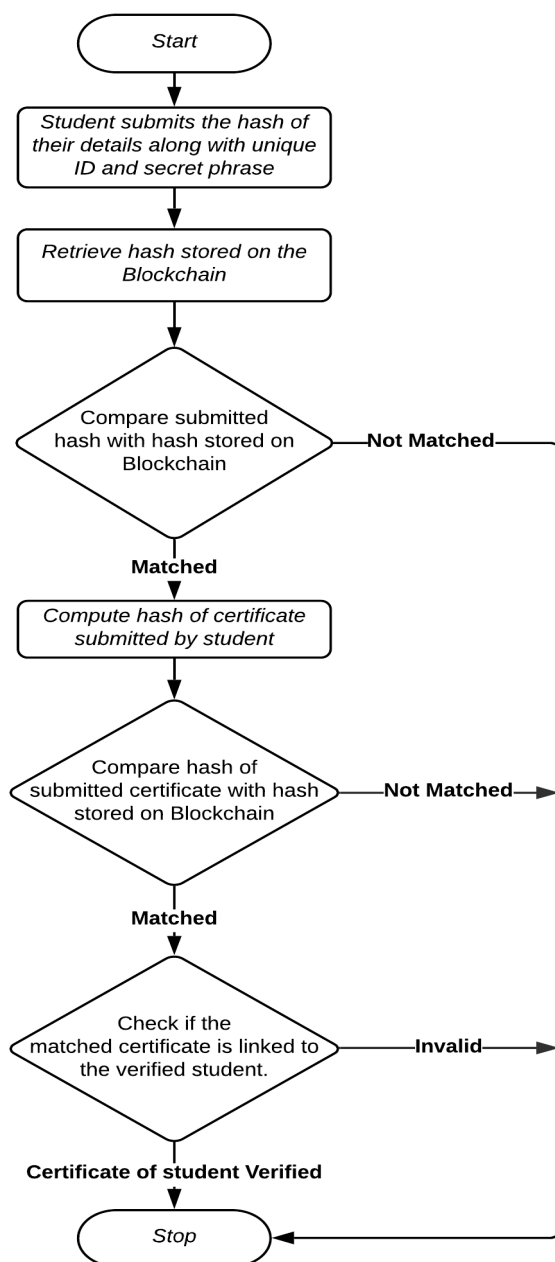 Start
Student submits the hash of
their details along with unique
ID and secret phrase
Retrieve hash stored on the
Blockchain
Compare submitted
hash with hash stored on
Blockchain
Not Matched
Matched
Compute hash of certificate
submitted by student
Compare hash of
submitted certificate with hash
stored on Blockchain
Not Matched
Matched
Check if the
matched certificate is linked to
the verified student.
Invalid
Certificate of student Verified
Stop